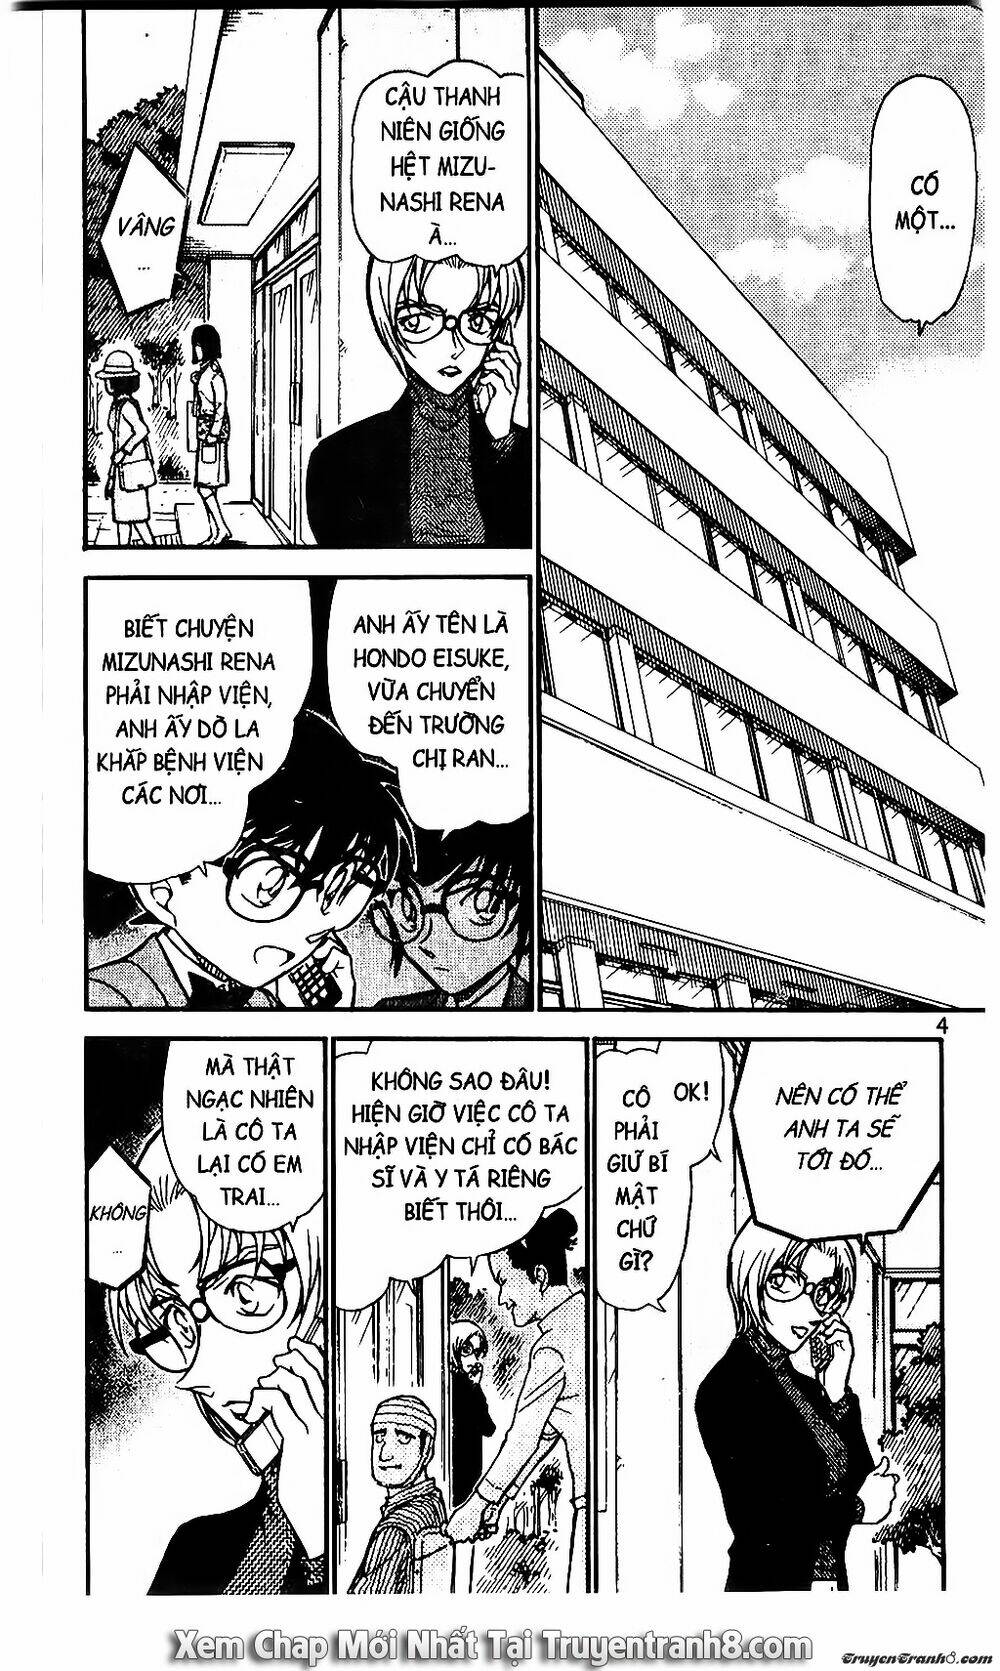 CÓ
MỘT...
CẬU THANH
NIÊN GIỐNG
HỆT MIZU-
NASHI RENA
À...
VÂNG
...
ANH ẤY TÊN LÀ
HONDO EISUKE,
VỪA CHUYỂN
ĐẾN TRƯỜNG
CHỊ RAN...
BIẾT CHUYỆN
MIZUNASHI RENA
PHẢI NHẬP VIỆN,
ANH ẤY DÒ LA
KHẮP BỆNH VIỆN
CÁC NƠI...
4
NÊN CÓ THỂ
ANH TA SẼ
TỚI ĐÓ...
OK!
CÔ
PHẢI
GIỮ BÍ
MẬT
CHỨ
GÌ?
KHÔNG SAO ĐÂU!
HIỆN GIỜ VIỆC CÔ TA
NHẬP VIỆN CHỈ CÓ BÁC
SĨ VÀ Y TÁ RIÊNG
BIẾT THÔI...
MÀ THẬT
NGẠC NHIÊN
LÀ CÔ TA
LẠI CÓ EM
TRAI...
KHÔNG
...
Xem Chap Mới Nhất Tại Truyentranh8.com
TruyenTranh8.com